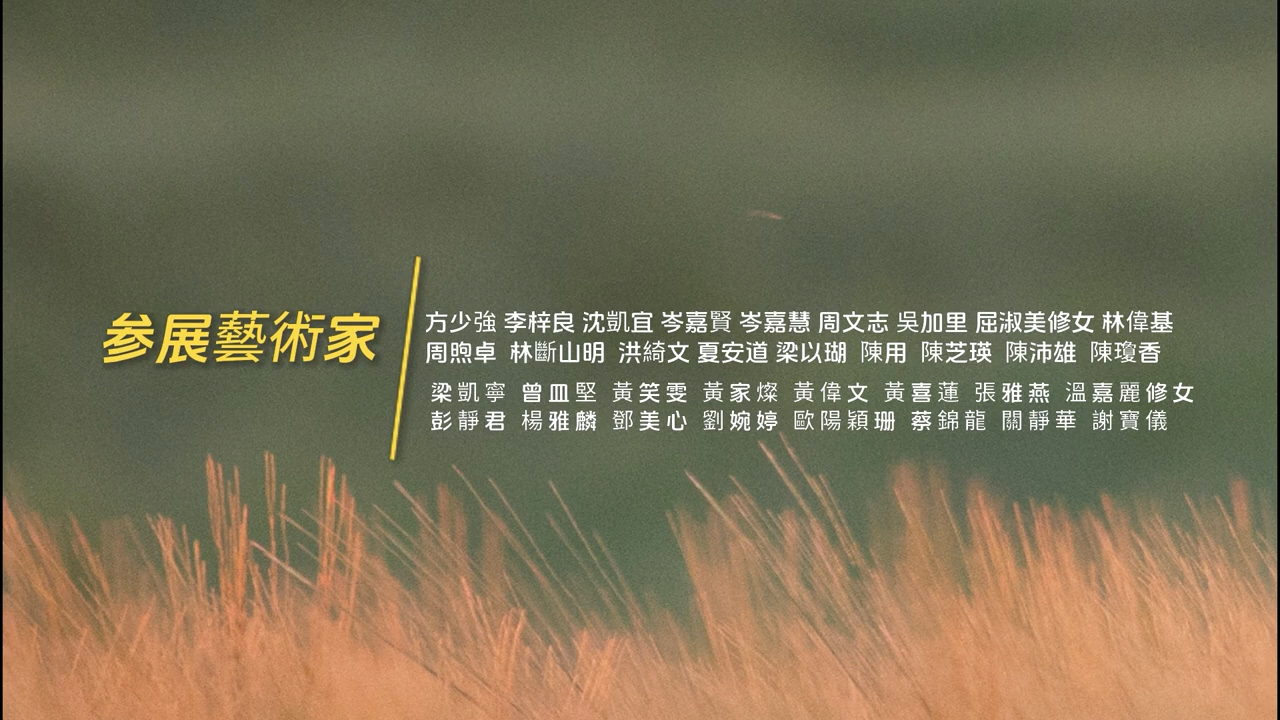 参展藝術家
方少強 李梓良 沈凱宜 岑嘉賢 岑嘉慧 周文志 吳加里 屈淑美修女 林偉基
周煦卓 林斷山明 洪綺文 夏安道 梁以瑚 陳用 陳芝瑛 陳沛雄 陳瓊香
梁凱寧 曾皿堅 黃笑雯 黃家燦 黃偉文 黃喜蓮 張雅燕 溫嘉麗修女
彭靜君 楊雅麟 鄧美心 劉婉婷 歐陽穎珊 蔡錦龍 關靜華 謝寶儀